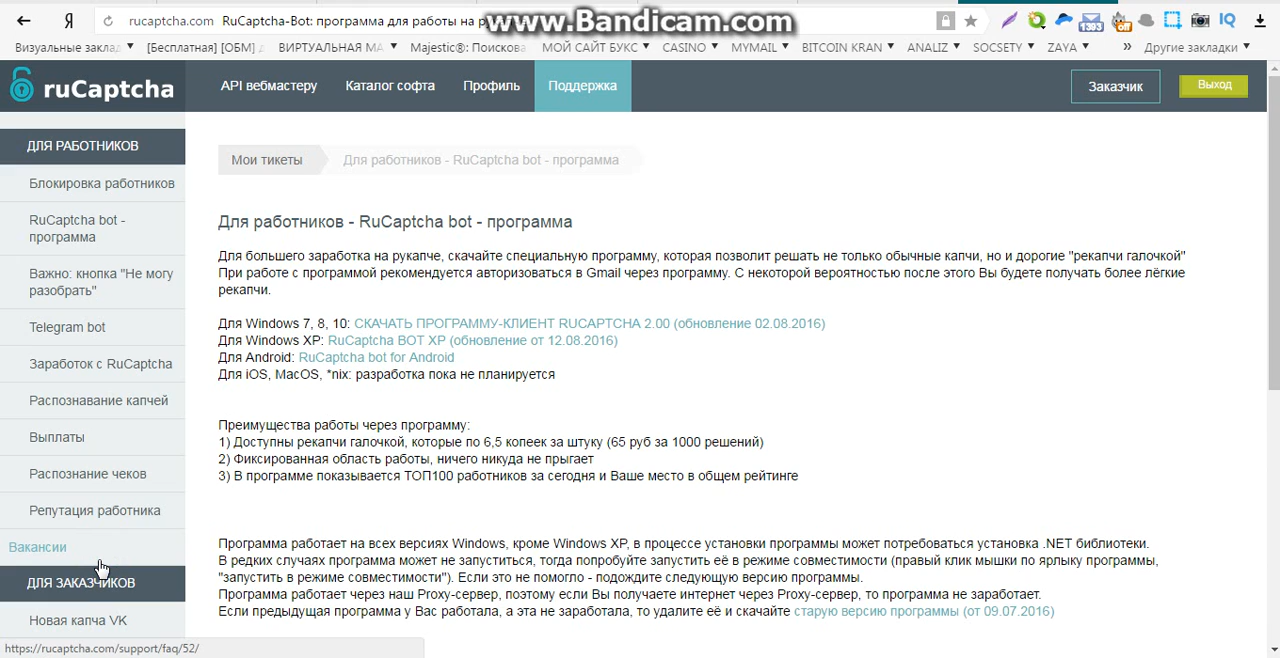 rucaptcha.com RuCaptcha-Bot: программа для работы на
www.Bandicam.com
1393
off
IQ
Визуальные заклад
[Бесплатная] [ОБМ]
ВИРТУАЛЬНАЯ МА
Majestic®: Поискова
МОЙ САЙТ БУКС
CASINO
MYMAIL
BITCOIN KRAN
ANALIZ
SOCSETY
ZAYA
»
Другие закладки
ruCaptcha
API вебмастеру
Каталог софта
Профиль
Поддержка
Заказчик
Выход
ДЛЯ РАБОТНИКОВ
Блокировка работников
RuCaptcha bot -
программа
Важно: кнопка "Не могу
разобрать"
Telegram bot
Заработок с RuCaptcha
Распознавание капчей
Выплаты
Распознание чеков
Репутация работника
Вакансии
ДЛЯ ЗАКАЗЧИКОВ
Новая капча VK
Мои тикеты
Для работников - RuCaptcha bot - программа
Для работников - RuCaptcha bot - программа
Для большего заработка на рукапче, скачайте специальную программу, которая позволит решать не только обычные капчи, но и дорогие "рекапчи галочкой"
При работе с программой рекомендуется авторизоваться в Gmail через программу. С некоторой вероятностью после этого Вы будете получать более лёгкие
рекапчи.
Для Windows 7, 8, 10: СКАЧАТЬ ПРОГРАММУ-КЛИЕНТ RUCAPTCHA 2.00 (обновление 02.08.2016)
Для Windows XP: RuCaptcha BOT XP (обновление от 12.08.2016)
Для Android: RuCaptcha bot for Android
Для iOS, MacOS, *nix: разработка пока не планируется
Преимущества работы через программу:
1) Доступны рекапчи галочкой, которые по 6,5 копеек за штуку (65 руб за 1000 решений)
2) Фиксированная область работы, ничего никуда не прыгает
3) В программе показывается ТОП100 работников за сегодня и Ваше место в общем рейтинге
Программа работает на всех версиях Windows, кроме Windows XP, в процессе установки программы может потребоваться установка .NET библиотеки.
В редких случаях программа может не запуститься, тогда попробуйте запустить её в режиме совместимости (правый клик мышки по ярлыку программы,
"запустить в режиме совместимости"). Если это не помогло - подождите следующую версию программы.
Программа работает через наш Proxy-сервер, поэтому если Вы получаете интернет через Proxy-сервер, то программа не заработает.
Если предыдущая программа у Вас работала, а эта не заработала, то удалите её и скачайте старую версию программы (от 09.07.2016)
https://rucaptcha.com/support/faq/52/